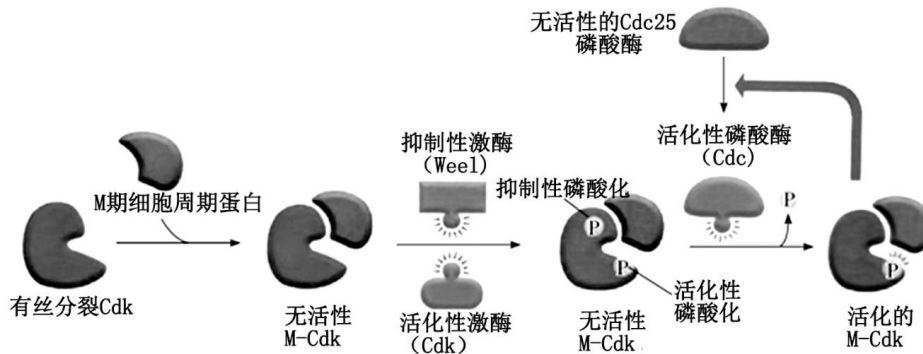 无活性的Cdc25
磷酸酶
活化性磷酸酶
(Cdc)
抑制性激酶
(Weel)
M期细胞周期蛋白
抑制性磷酸化
P
P
P
P
有丝分裂Cdk
无活性
M-Cdk
活化性激酶
(Cdk)
无活性
M-Cdk
活化性
磷酸化
活化的
M-Cdk